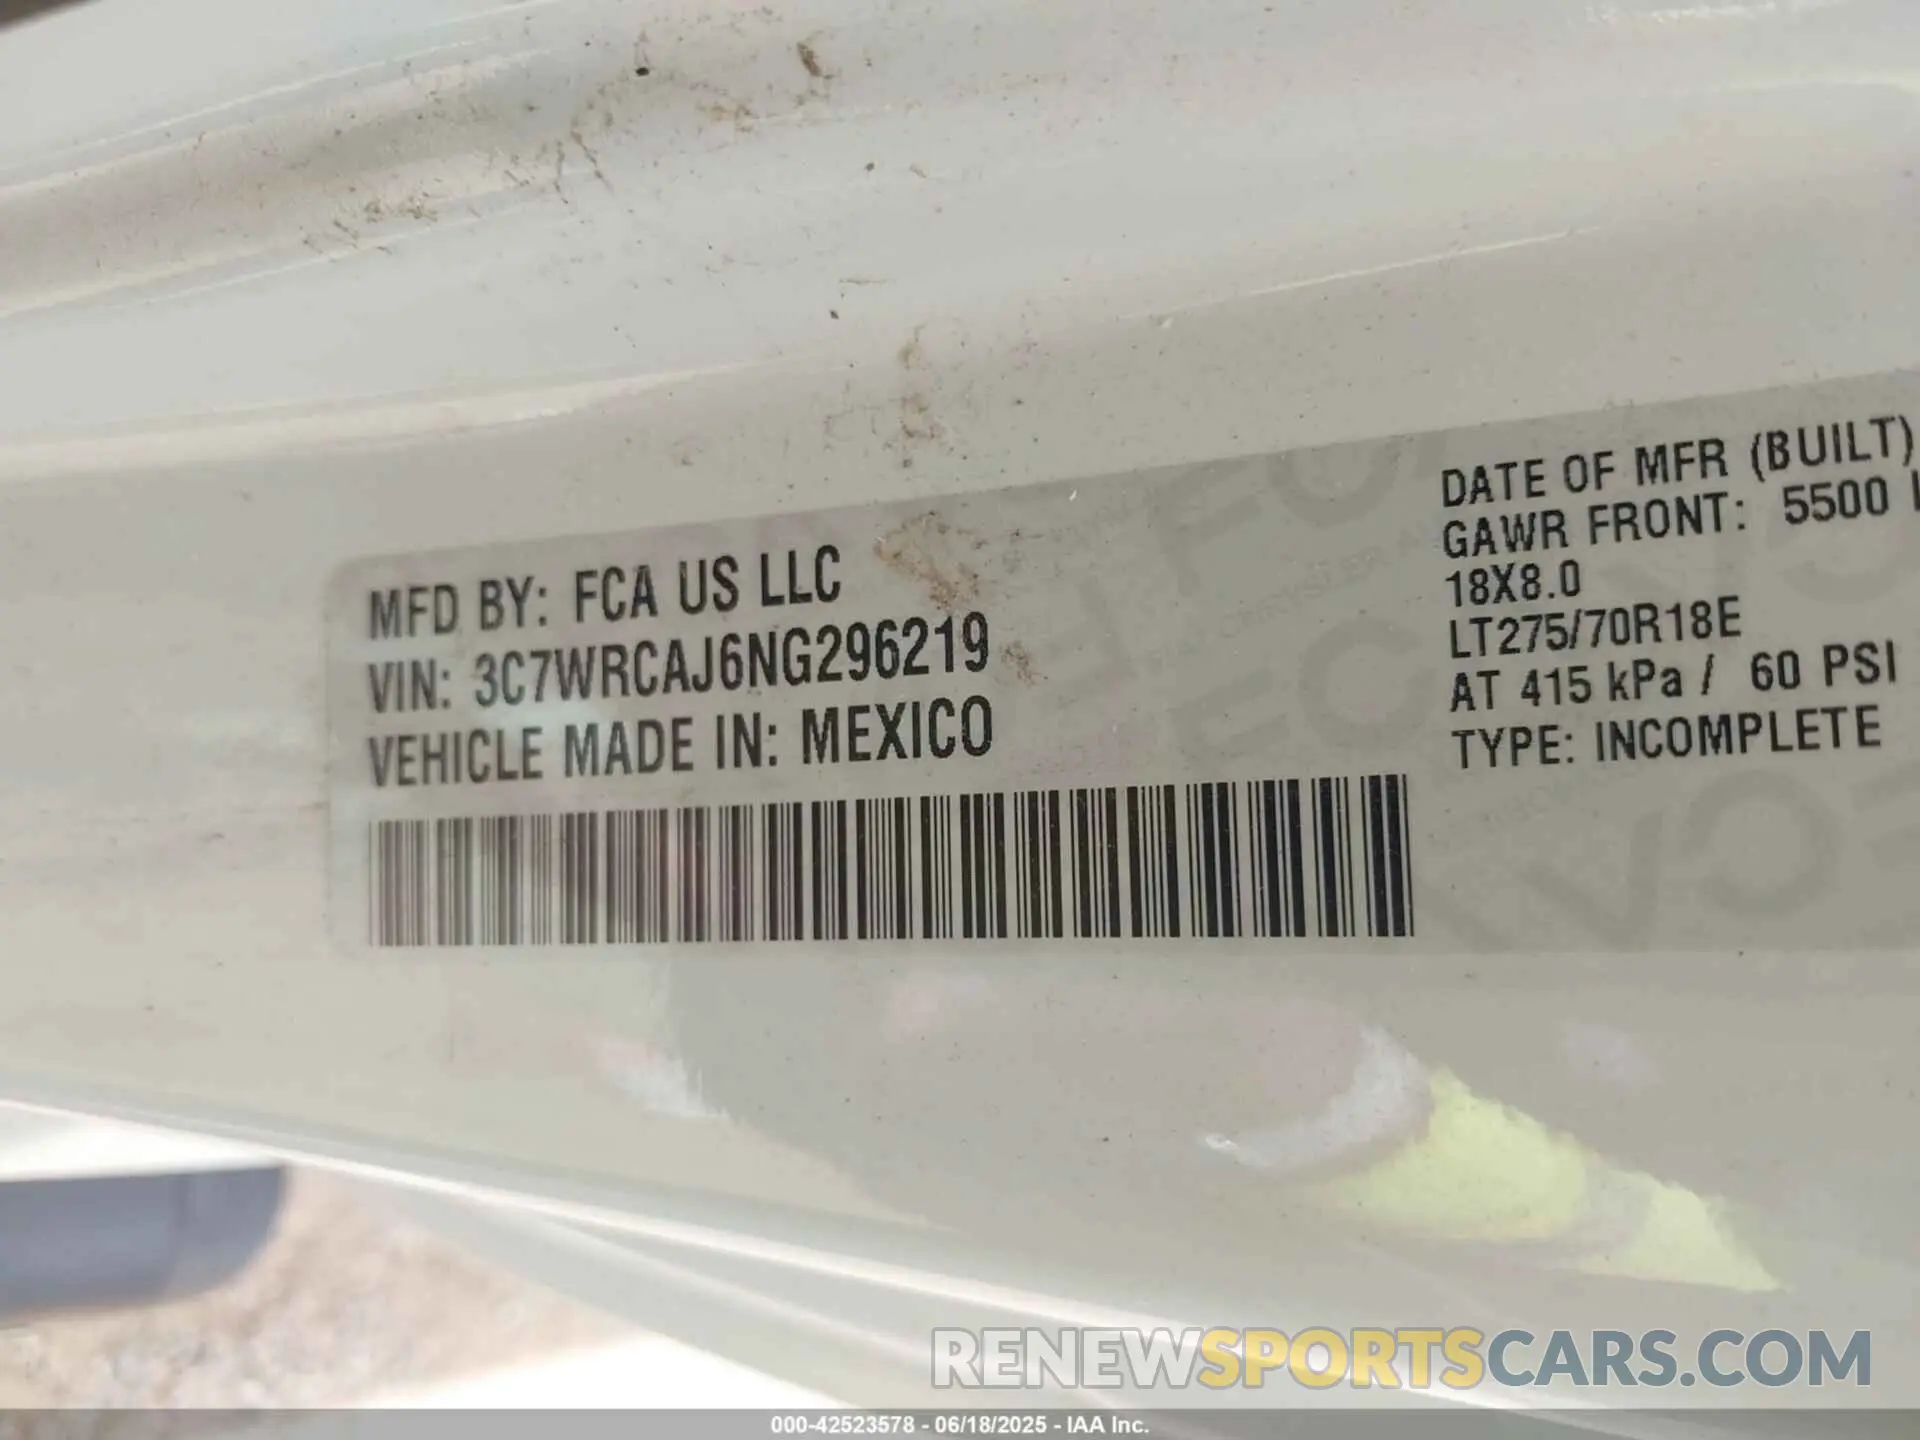 MFD BY: FCA US LLC
VIN: 3C7WRCAJ6NG296219
VEHICLE MADE IN: MEXICO
DATE OF MFR (BUILT)
GAWR FRONT: 5500
18X8.0
LT275/70R18E
AT 415 kPa / 60 PSI
TYPE: INCOMPLETE
RENEWSPORTSCARS.COM
000-42523578 - 06/18/2025 - IAA Inc.